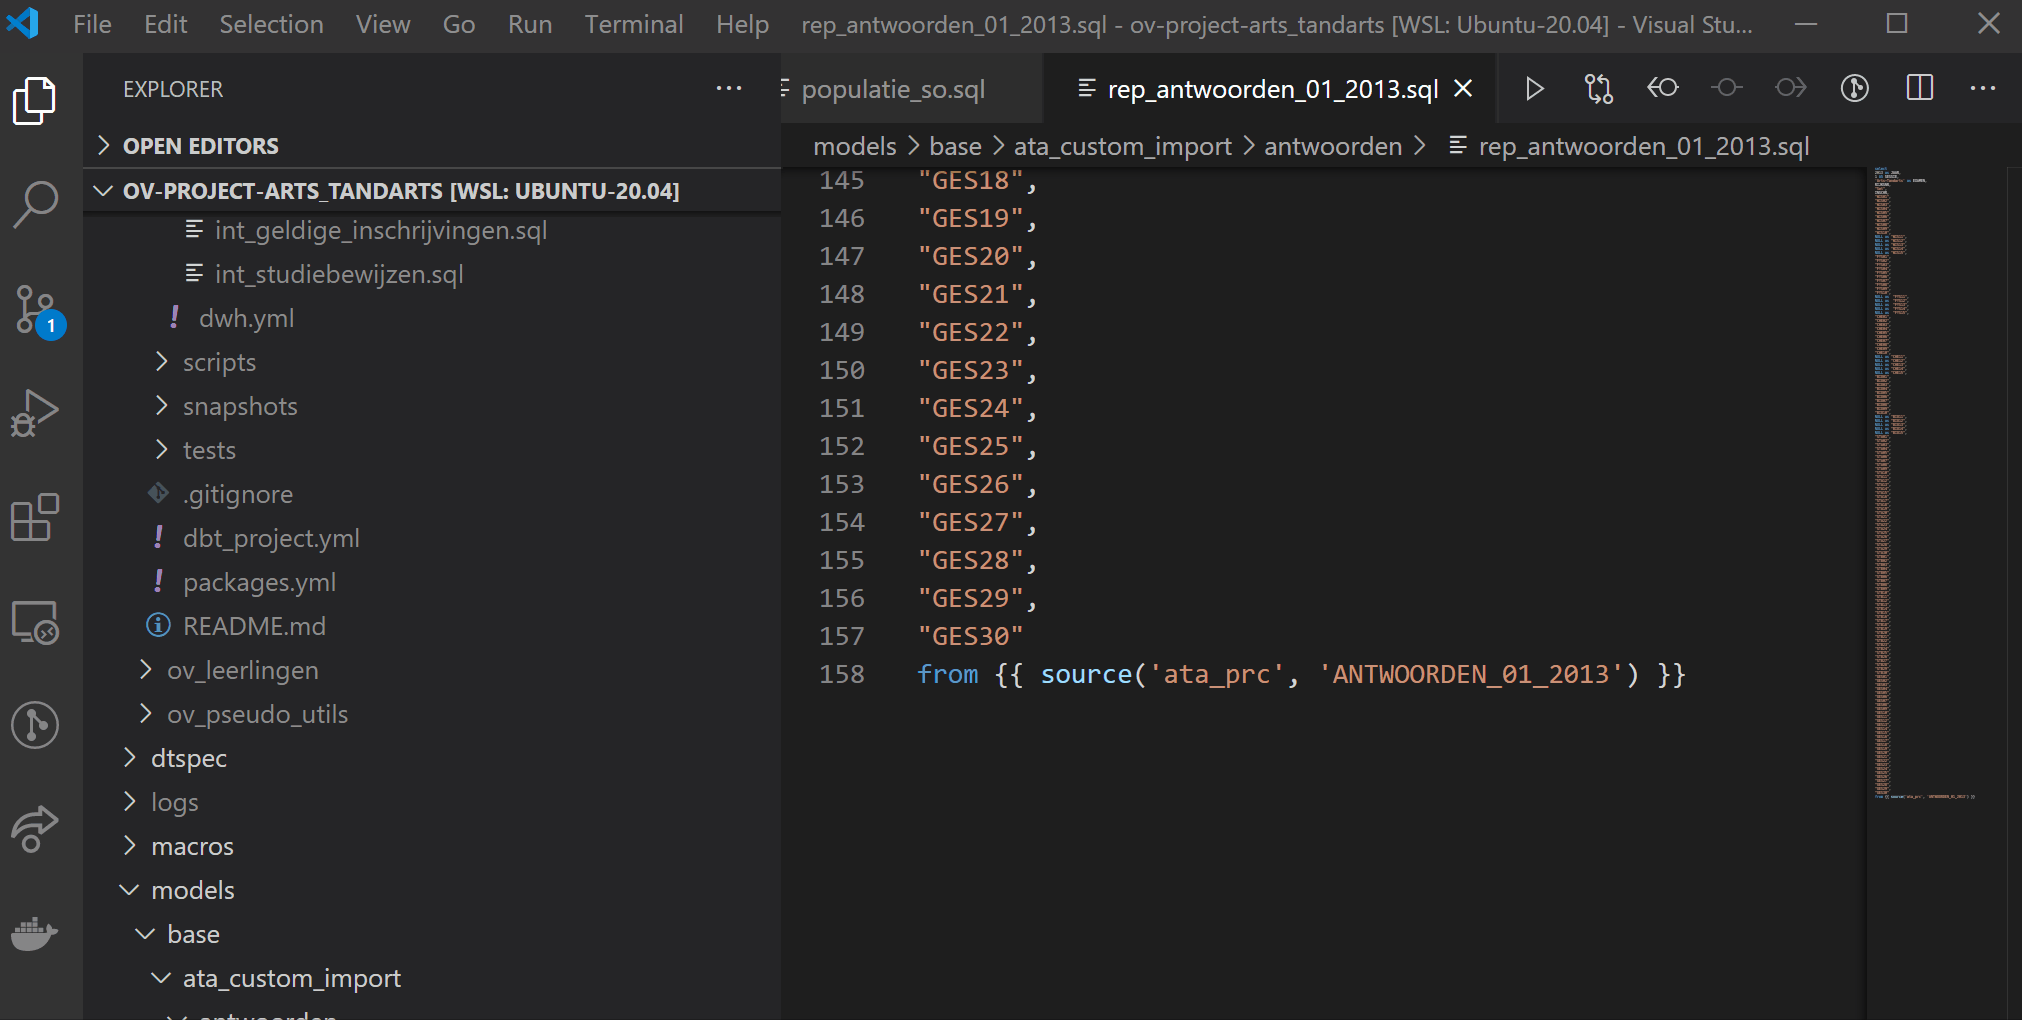 File Edit Selection View Go Run Terminal Help rep_antwoorden_01_2013.sql - ov-project-arts_tandarts [WSL: Ubuntu-20.04] - Visual Stu...
EXPLORER
OPEN EDITORS
OV-PROJECT-ARTS_TANDARTS [WSL: UBUNTU-20.04]
int_geldige_inschrijvingen.sql
int_studiebewijzen.sql
! dwh.yml
scripts
snapshots
tests
.gitignore
! dbt_project.yml
! packages.yml
README.md
ov_leerlingen
ov_pseudo_utils
dtspec
logs
macros
models
base
ata_custom_import
antwoorden
1
populatie_so.sql
rep_antwoorden_01_2013.sql
models > base > ata_custom_import > antwoorden > rep_antwoorden_01_2013.sql
145 "GES18",
146 "GES19",
147 "GES20",
148 "GES21",
149 "GES22",
150 "GES23",
151 "GES24",
152 "GES25",
153 "GES26",
154 "GES27",
155 "GES28",
156 "GES29",
157 "GES30"
158 from {{ source('ata_prc', 'ANTWOORDEN_01_2013') }}